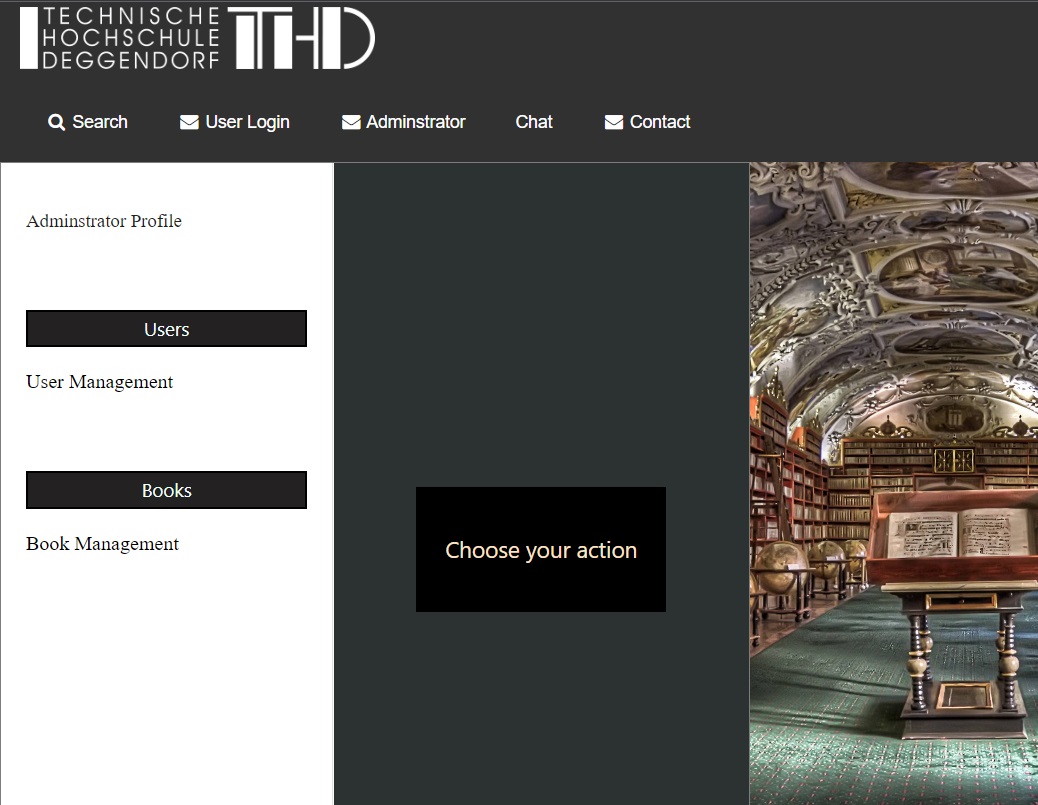 TECHNISCHE
HOCHSCHULE
DEGGENDORF
THD
Search User Login Adminstrator Chat Contact
Adminstrator Profile
Users
User Management
Books
Book Management
Choose your action